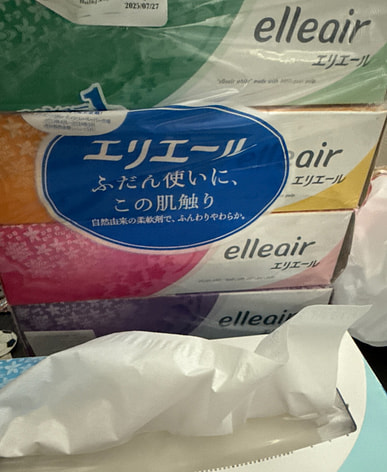 2025/07/27
elleair
エリエール
エリエール
ふだん使いに、
この肌触り
自然由来の柔軟剤で、ふんわりやわらか。
elleair
エリエール
elleair
エリエール
elleair